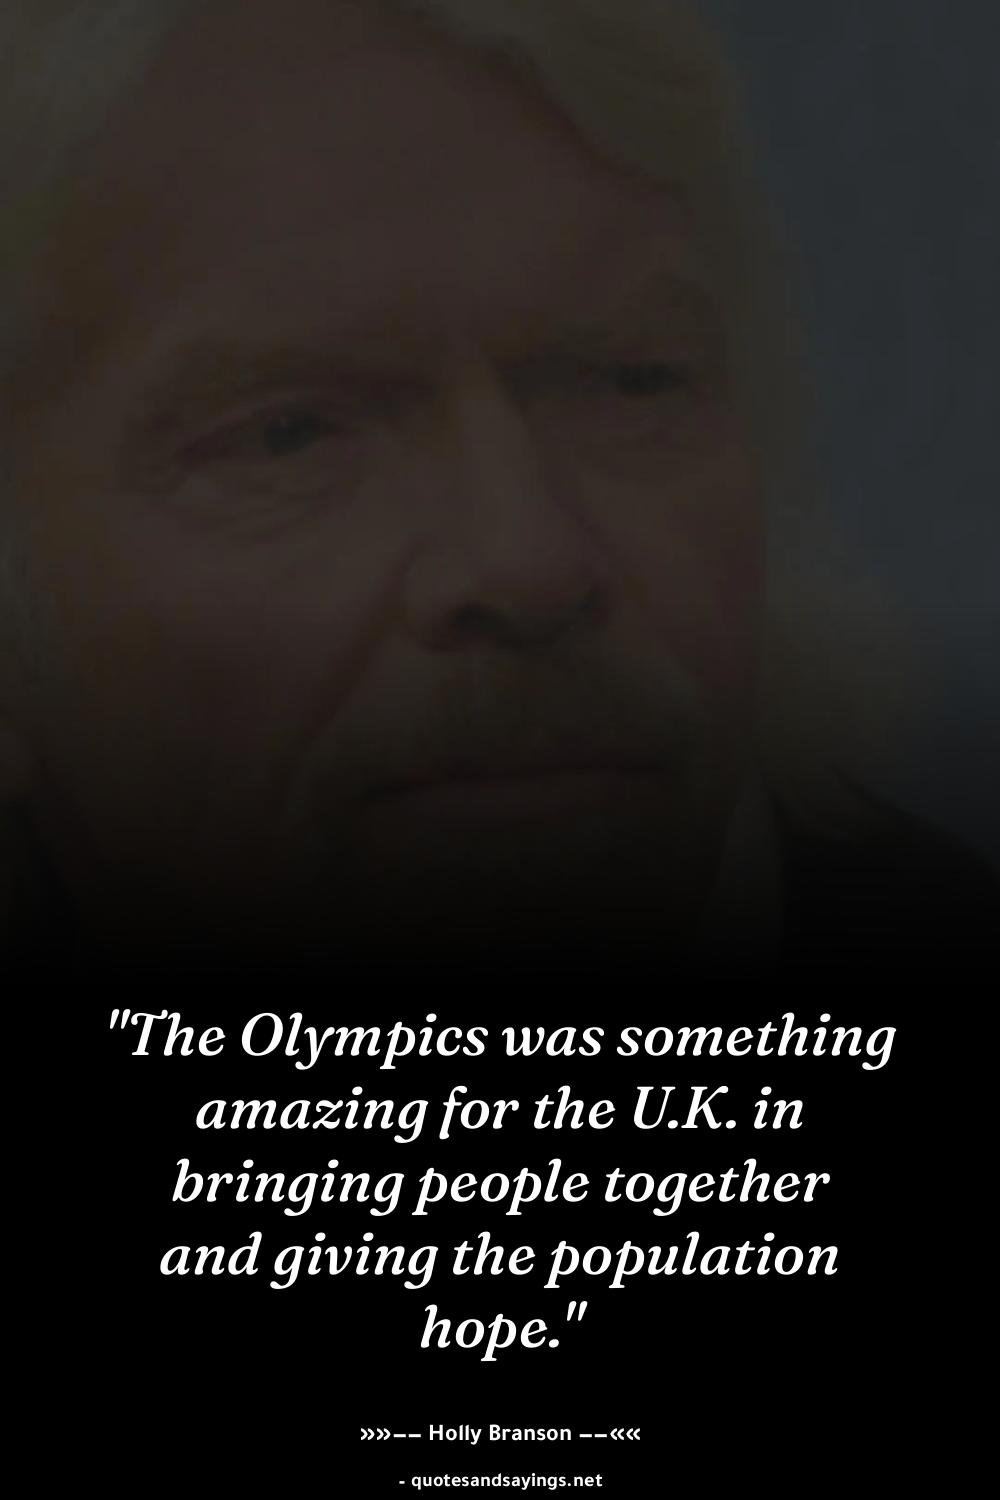 "The Olympics was something
amazing for the U.K. in
bringing people together
and giving the population
hope."
»»−− Holly Branson −−««
- quotesandsayings.net